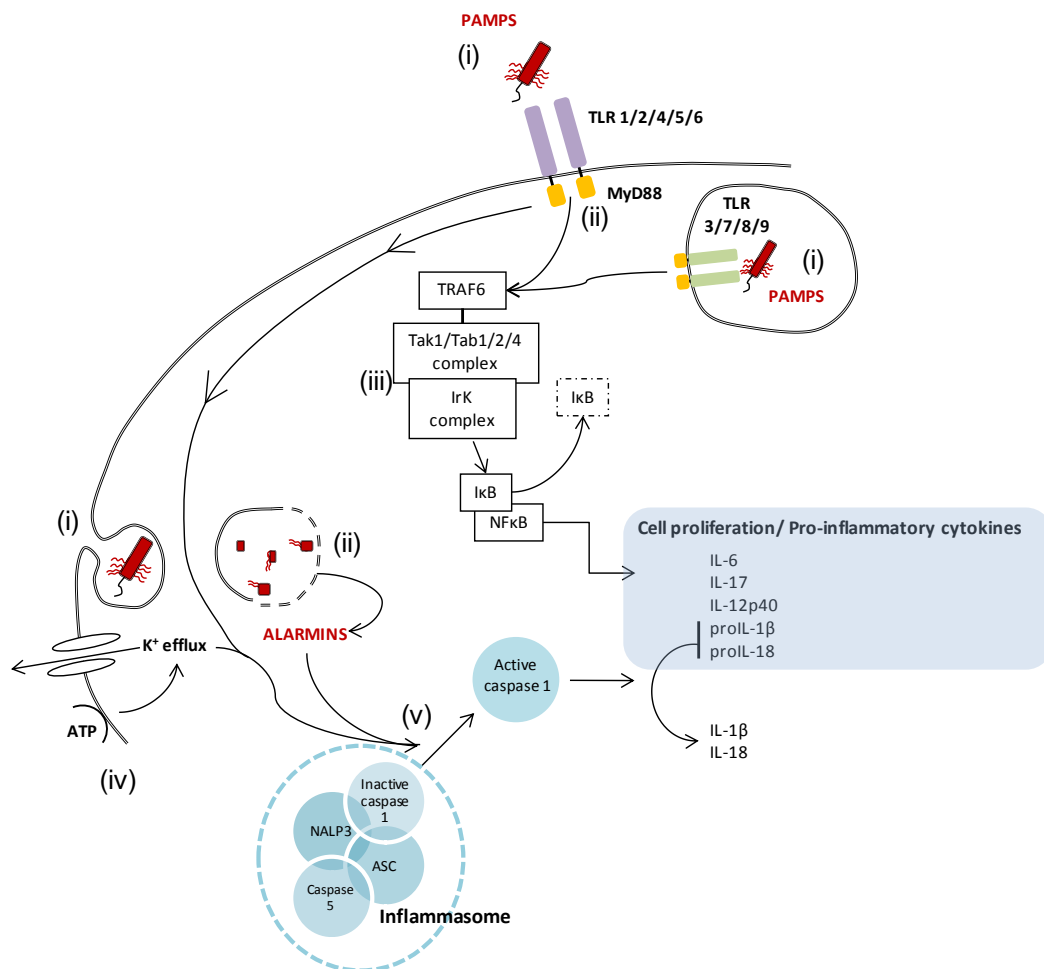 PAMPS
(i)
TLR 1/2/4/5/6
MyD88
(ii)
TLR
3/7/8/9
(i)
PAMPS
TRAF6
Tak1/Tab1/2/4
complex
(iii)
IrK
complex
IκB
IκB
NFκB
(i)
(ii)
ALARMINS
K⁺ efflux
ATP
(iv)
(v)
Cell proliferation/ Pro-inflammatory cytokines
IL-6
IL-17
IL-12p40
proIL-1β
proIL-18
Active
caspase 1
IL-1β
IL-18
Inactive
caspase
1
NALP3
ASC
Caspase
5
Inflammasome